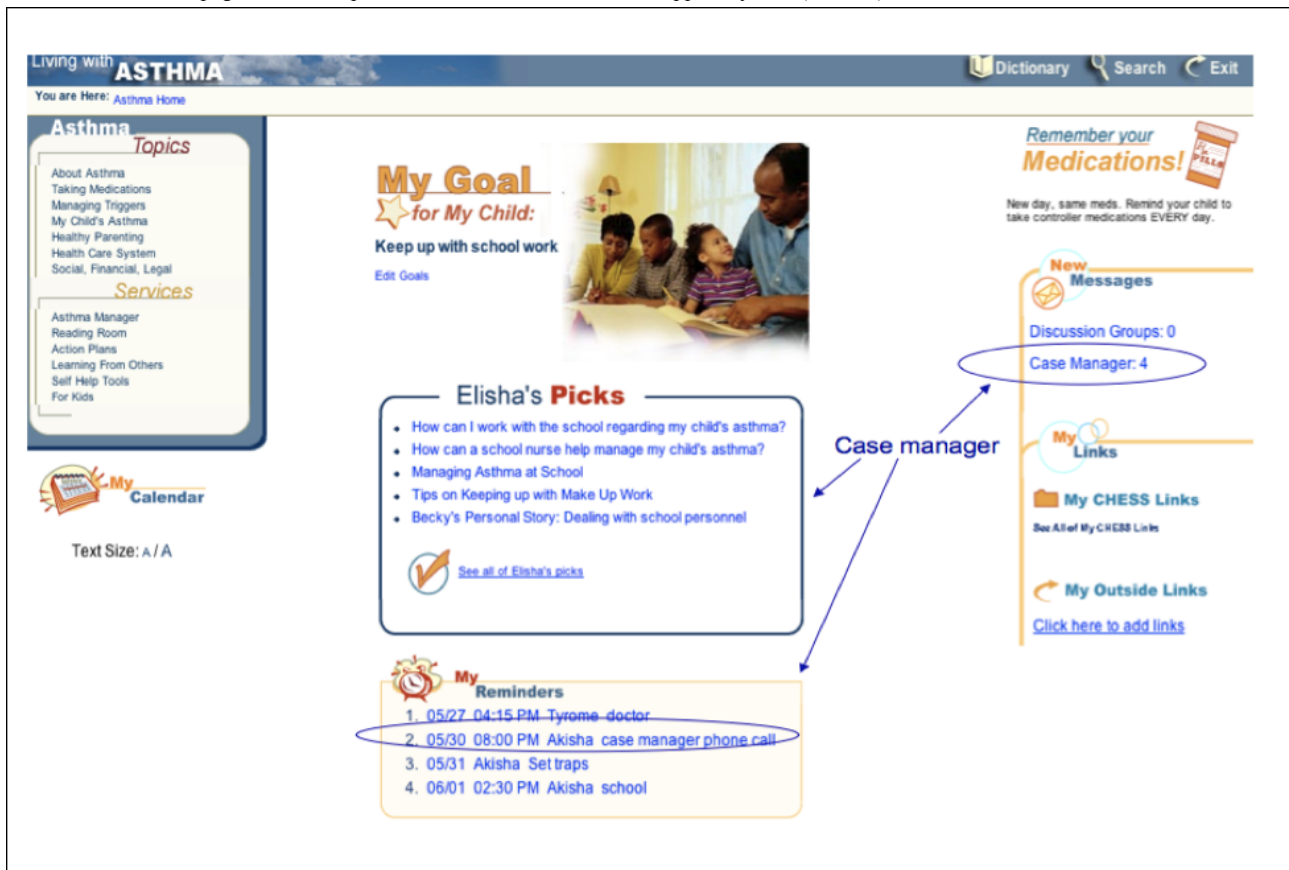 Living with ASTHMA
Dictionary
Search
Exit
You are Here: Asthma Home
Asthma
Topics
About Asthma
Taking Medications
Managing Triggers
My Child's Asthma
Healthy Parenting
Health Care System
Social, Financial, Legal
Services
Asthma Manager
Reading Room
Action Plans
Learning From Others
Self Help Tools
For Kids
My
Calendar
Text Size: A / A
My Goal
for My Child:
Keep up with school work
Edit Goals
Elisha's Picks
How can I work with the school regarding my child's asthma?
How can a school nurse help manage my child's asthma?
Managing Asthma at School
Tips on Keeping up with Make Up Work
Becky's Personal Story: Dealing with school personnel
See all of Elisha's picks
My
Reminders
1. 05/27 04:15 PM Tyrome doctor
2. 05/30 08:00 PM Akisha case manager phone call
3. 05/31 Akisha Set traps
4. 06/01 02:30 PM Akisha school
Case manager
Remember your
Medications!
PILLS
New day, same meds. Remind your child to
take controller medications EVERY day.
New
Messages
Discussion Groups: 0
Case Manager: 4
My
Links
My CHESS Links
See All of My CHESS Links
My Outside Links
Click here to add links